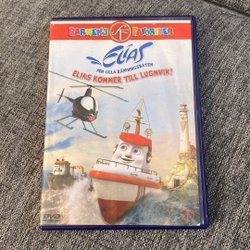 BARNENS FAVORITER
ELIAS
DEN LILLA RÄDDNINGSBÅTEN
ELIAS KOMMER TILL LUGNVIK!
DVD